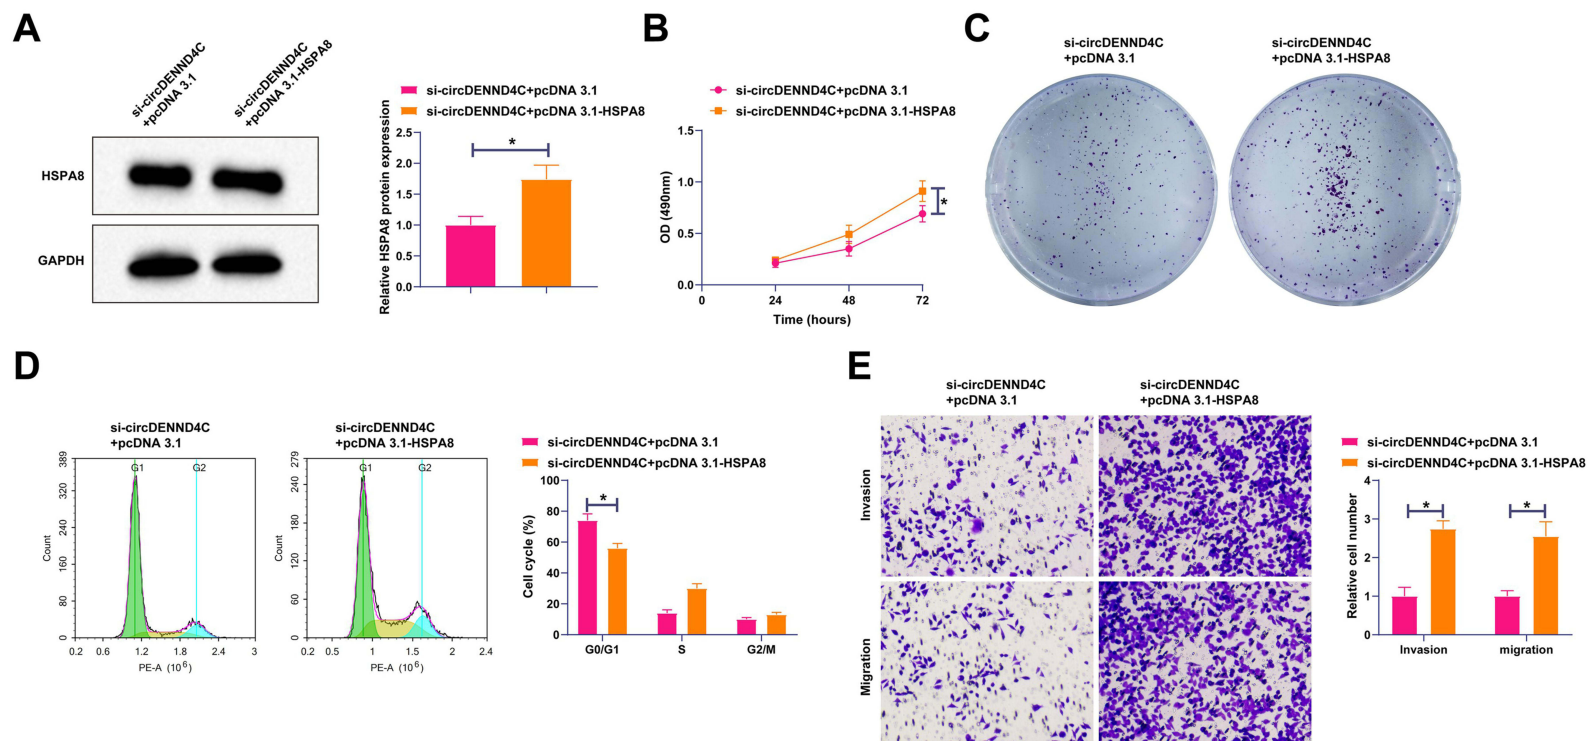 A
si-circDENND4C
+pcDNA 3.1
si-circDENND4C
+pcDNA 3.1-HSPA8
HSPA8
GAPDH
si-circDENND4C+pcDNA 3.1
si-circDENND4C+pcDNA 3.1-HSPA8
Relative HSPA8 protein expression
2.5
2.0
1.5
1.0
0.5
0.0
*
B
si-circDENND4C+pcDNA 3.1
si-circDENND4C+pcDNA 3.1-HSPA8
OD (490nm)
1.5
1.0
0.5
0.0
*
0 24 48 72
Time (hours)
C
si-circDENND4C
+pcDNA 3.1
si-circDENND4C
+pcDNA 3.1-HSPA8
D
si-circDENND4C
+pcDNA 3.1
Count
389
320
240
160
80
0
G1 G2
0.2 0.6 1.2 1.8 2.4 3
PE-A (10⁶)
si-circDENND4C
+pcDNA 3.1-HSPA8
Count
279
240
180
120
60
0
G1 G2
0.2 0.6 1 1.5 2 2.4
PE-A (10⁶)
si-circDENND4C+pcDNA 3.1
si-circDENND4C+pcDNA 3.1-HSPA8
Cell cycle (%)
100
80
60
40
20
0
*
G0/G1 S G2/M
E
si-circDENND4C
+pcDNA 3.1
si-circDENND4C
+pcDNA 3.1-HSPA8
Invasion
Migration
si-circDENND4C+pcDNA 3.1
si-circDENND4C+pcDNA 3.1-HSPA8
Relative cell number
4
3
2
1
0
* *
Invasion migration